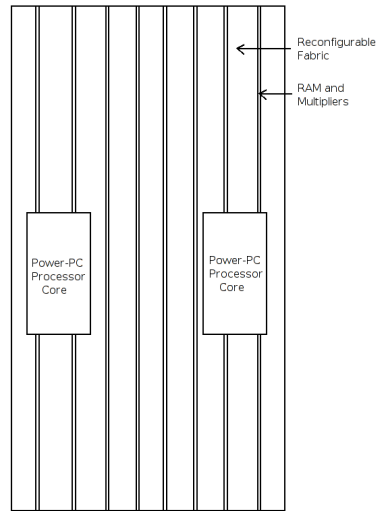 Reconfigurable
Fabric
RAM and
Multipliers
Power-PC
Processor
Core
Power-PC
Processor
Core